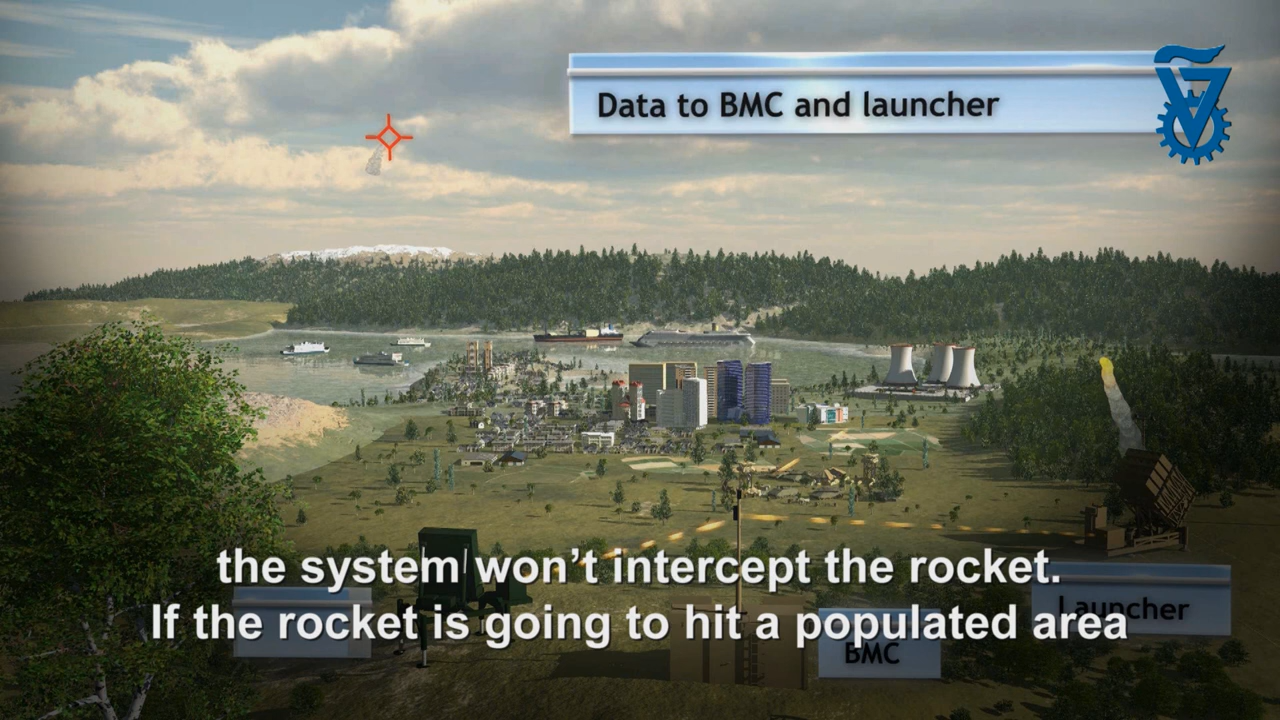 Data to BMC and launcher
the system won't intercept the rocket.
If the rocket is going to hit a populated area
Launcher
BMC